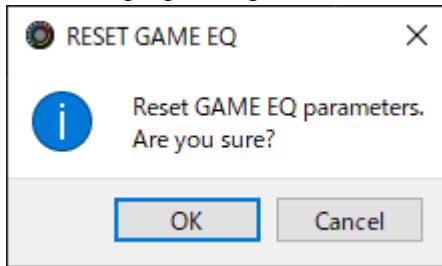 RESET GAME EQ
Reset GAME EQ parameters.
Are you sure?
OK
Cancel